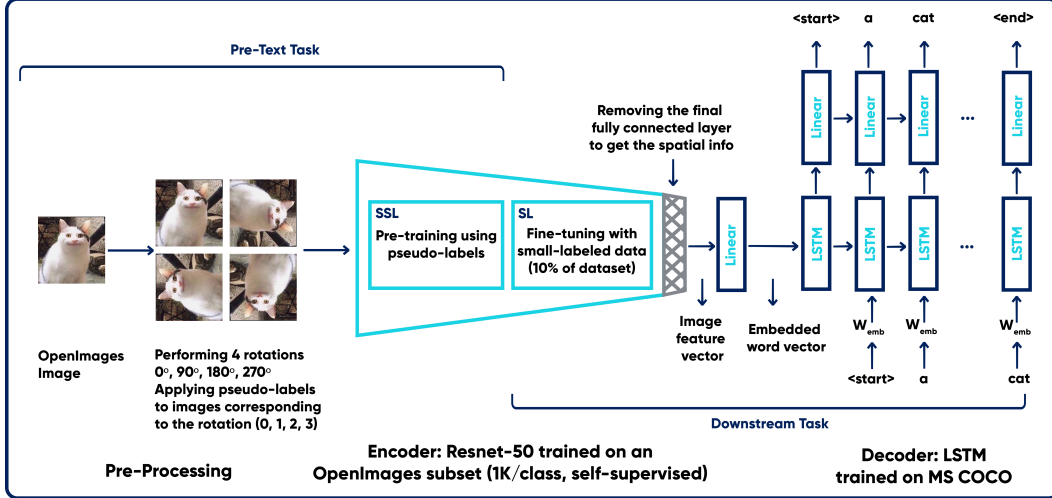 <start>
a
cat
<end>
Pre-Text Task
Linear
Linear
Linear
...
Linear
Removing the final
fully connected layer
to get the spatial info
SSL
Pre-training using
pseudo-labels
SL
Fine-tuning with
small-labeled data
(10% of dataset)
Linear
LSTM
LSTM
LSTM
...
LSTM
Image
feature
vector
Embedded
word vector
Wemb
Wemb
Wemb
<start>
a
cat
OpenImages
Image
Performing 4 rotations
0º, 90º, 180º, 270º
Applying pseudo-labels
to images corresponding
to the rotation (0, 1, 2, 3)
Downstream Task
Pre-Processing
Encoder: Resnet-50 trained on an
OpenImages subset (1K/class, self-supervised)
Decoder: LSTM
trained on MS COCO